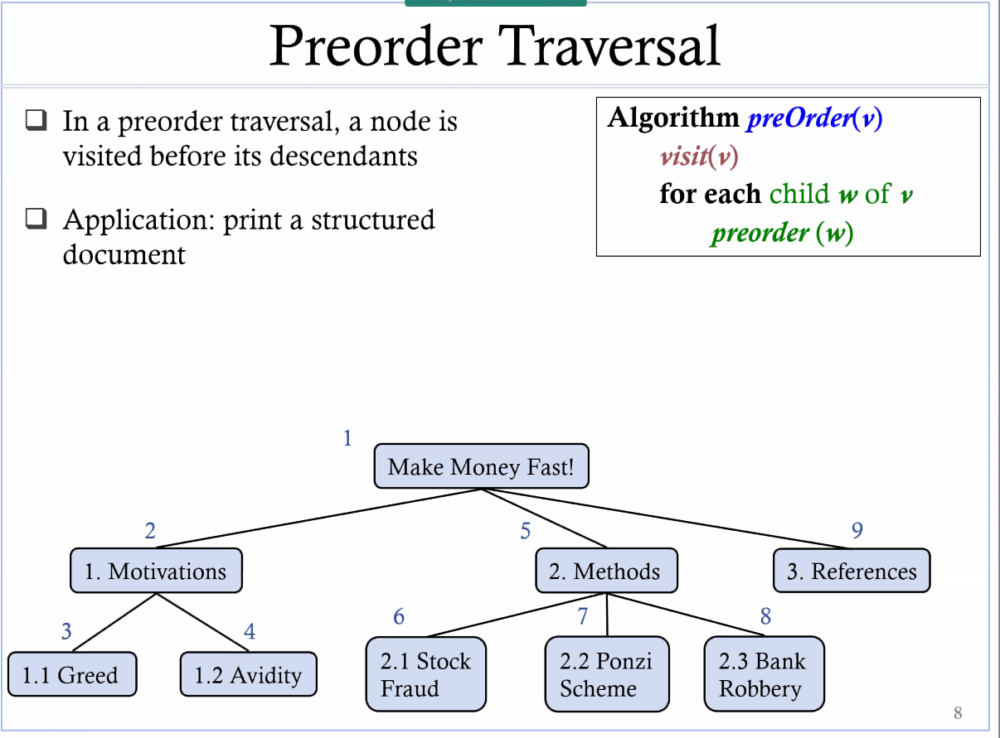 Preorder Traversal
❑ In a preorder traversal, a node is
visited before its descendants
❑ Application: print a structured
document
Algorithm preOrder(v)
visit(v)
for each child w of v
preorder (w)
1
Make Money Fast!
2
5
9
1. Motivations
2. Methods
3. References
3
4
6
7
8
1.1 Greed
1.2 Avidity
2.1 Stock
Fraud
2.2 Ponzi
Scheme
2.3 Bank
Robbery
8